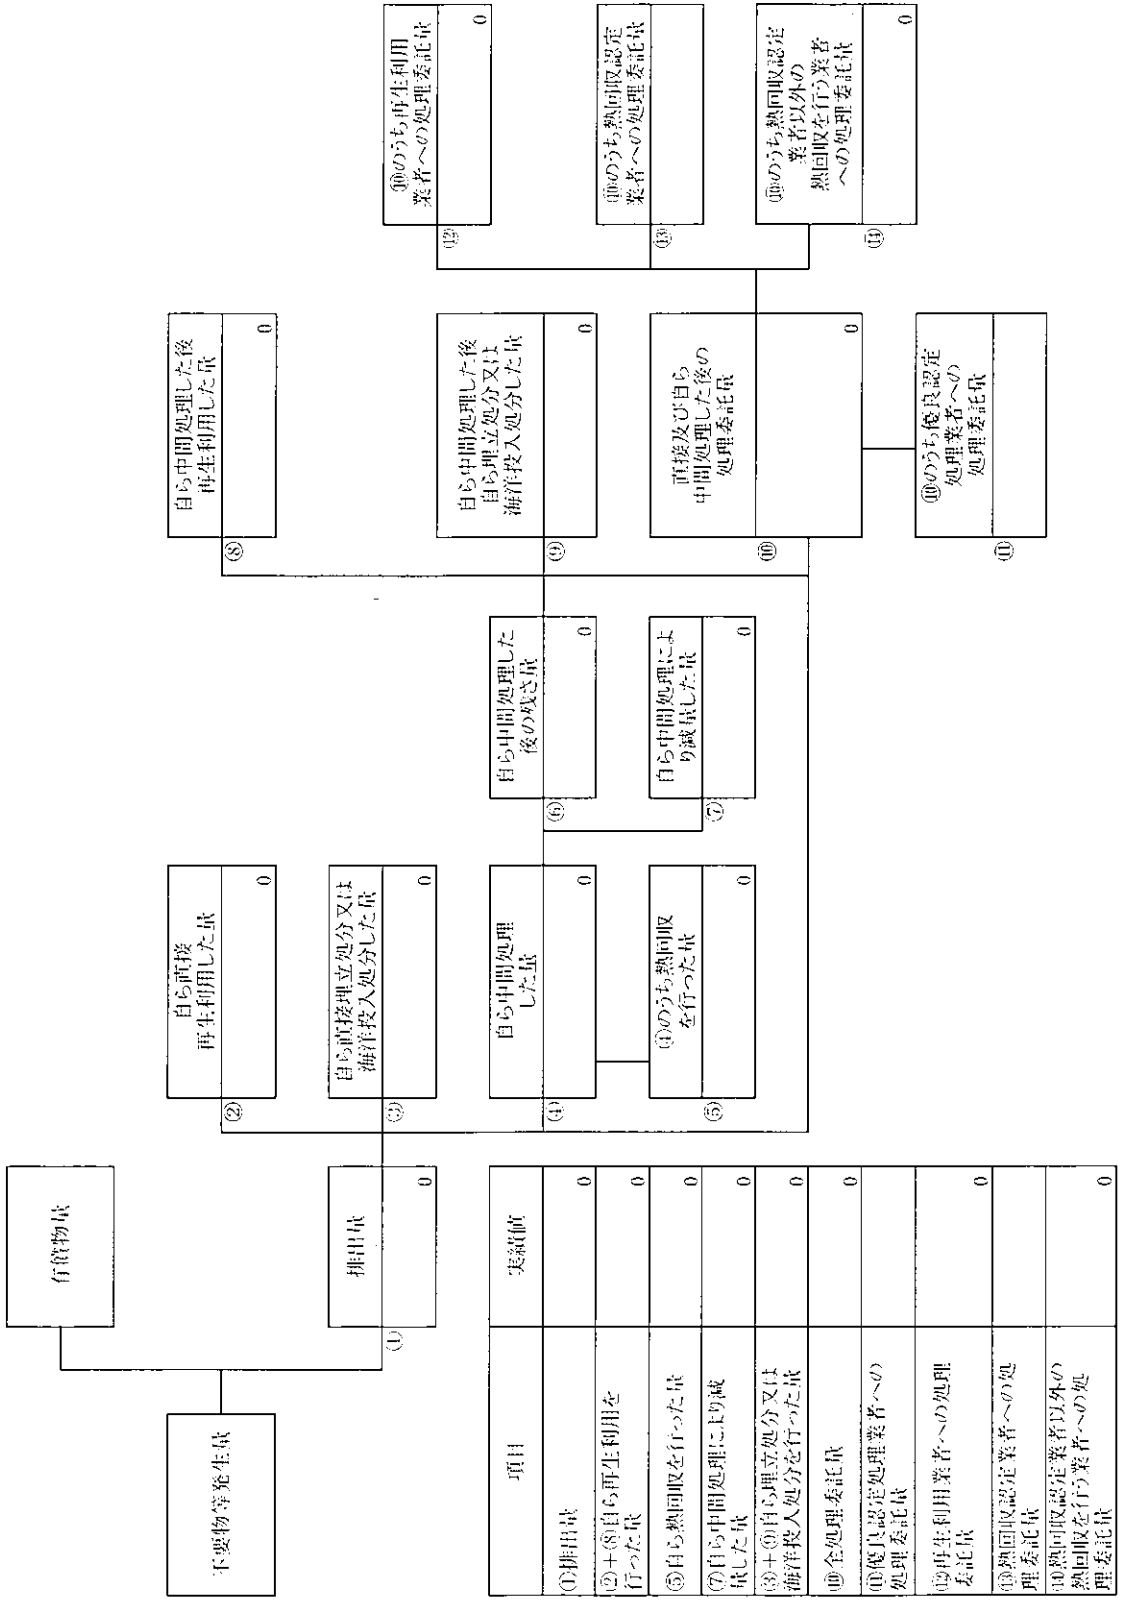 不要物等発生量
有償物量
排出量
①
0
自ら直接
再生利用した量
②
0
自ら直接埋立処分又は
海洋投入処分した量
③
0
自ら中間処理
した量
④
0
④のうち熱回収
を行った量
⑤
0
自ら中間処理した
後の残さ量
⑥
0
自ら中間処理によ
り減量した量
⑦
0
自ら中間処理した後
再生利用した量
⑧
0
自ら中間処理した後
自ら埋立処分又は
海洋投入処分した量
⑨
0
直接及び自ら
中間処理した後の
処理委託量
⑩
0
⑩のうち優良認定
処理業者への
処理委託量
⑪
⑩のうち再生利用
業者への処理委託量
⑫
0
⑩のうち熱回収認定
業者への処理委託量
⑬
⑩のうち熱回収認定
業者以外の
熱回収を行う業者
への処理委託量
⑭
0
項目 実績値
①排出量 0
②+⑧自ら再生利用を
行った量 0
⑤自ら熱回収を行った量 0
⑦自ら中間処理により減
量した量 0
③+⑨自ら埋立処分又は
海洋投入処分を行った量 0
⑩全処理委託量 0
⑪優良認定処理業者への
処理委託量
⑫再生利用業者への処理
委託量 0
⑬熱回収認定業者への処
理委託量
⑭熱回収認定業者以外の
熱回収を行う業者への処
理委託量 0